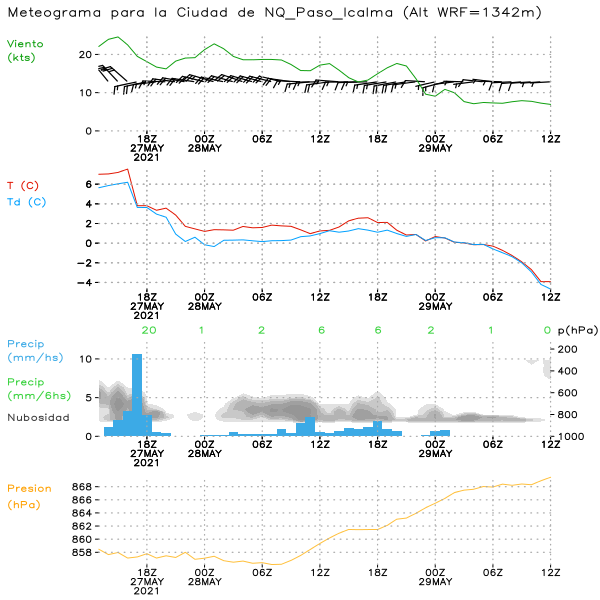 Meteograma para la Ciudad de NQ_Paso_Icalma (Alt WRF=1342m)
Viento
(kts)
20
10
0
18Z 00Z 06Z 12Z 18Z 00Z 06Z 12Z
27MAY 28MAY 29MAY
2021
T (C)
Td (C)
6
4
2
0
−2
−4
18Z 00Z 06Z 12Z 18Z 00Z 06Z 12Z
27MAY 28MAY 29MAY
2021
20 1 2 6 6 2 1 0 p(hPa)
Precip
(mm/hs)
Precip
(mm/6hs)
Nubosidad
10
5
0
200
400
600
800
1000
18Z 00Z 06Z 12Z 18Z 00Z 06Z 12Z
27MAY 28MAY 29MAY
2021
Presion
(hPa)
868
866
864
862
860
858
18Z 00Z 06Z 12Z 18Z 00Z 06Z 12Z
27MAY 28MAY 29MAY
2021